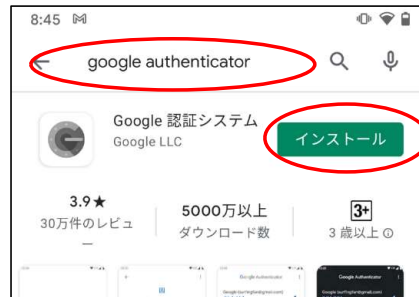 8:45
google authenticator
Google 認証システム
Google LLC
インストール
3.9★
30万件のレビュ
ー
5000万以上
ダウンロード数
3+
3 歳以上
Google Authenticator